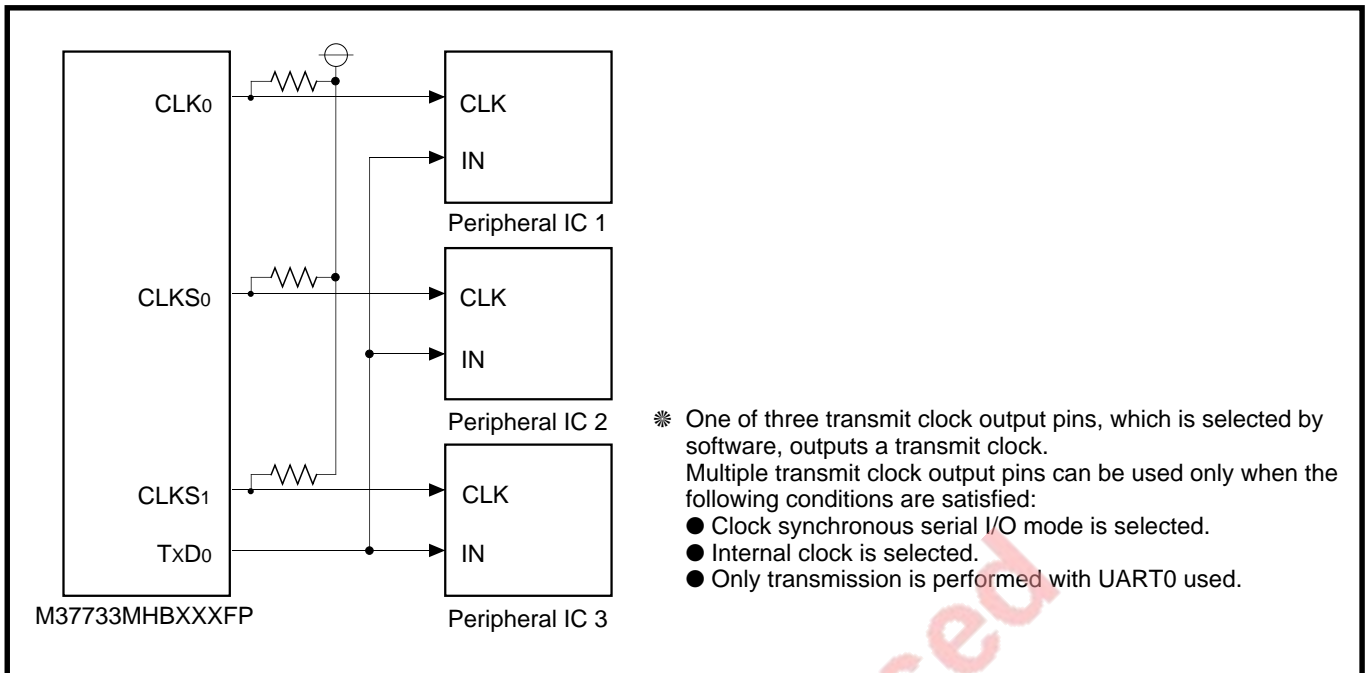 CLK0
CLK
IN
Peripheral IC 1
CLKS0
CLK
IN
Peripheral IC 2
CLKS1
CLK
TxD0
IN
M37733MHBXXXFP
Peripheral IC 3
❊ One of three transmit clock output pins, which is selected by
software, outputs a transmit clock.
Multiple transmit clock output pins can be used only when the
following conditions are satisfied:
● Clock synchronous serial I/O mode is selected.
● Internal clock is selected.
● Only transmission is performed with UART0 used.